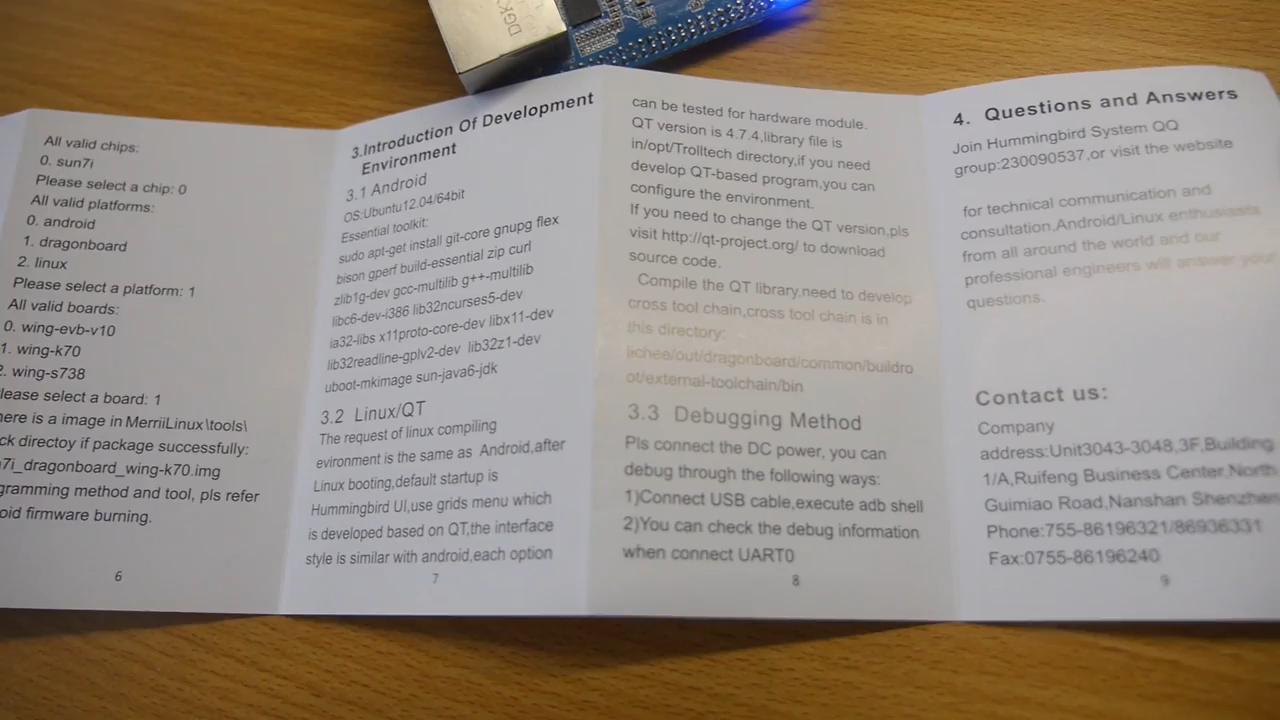 DGK
All valid chips:
0. sun7i
Please select a chip: 0
All valid platforms:
0. android
1. dragonboard
2. linux
Please select a platform: 1
All valid boards:
0. wing-evb-v10
1. wing-k70
2. wing-s738
lease select a board: 1
here is a image in MerriiLinux\tools\
ck directoy if package successfully:
7i_dragonboard_wing-k70.img
gramming method and tool, pls refer
oid firmware burning.
6
3.Introduction Of Development
Environment
3.1 Android
OS:Ubuntu12.04/64bit
Essential toolkit:
sudo apt-get install git-core gnupg flex
bison gperf build-essential zip curl
zlib1g-dev gcc-multilib g++-multilib
libc6-dev-i386 lib32ncurses5-dev
ia32-libs x11proto-core-dev libx11-dev
lib32readline-gplv2-dev lib32z1-dev
uboot-mkimage sun-java6-jdk
3.2 Linux/QT
The request of linux compiling
evironment is the same as Android,after
Linux booting,default startup is
Hummingbird UI,use grids menu which
is developed based on QT,the interface
style is similar with android,each option
7
can be tested for hardware module.
QT version is 4.7.4,library file is
in/opt/Trolltech directory,if you need
develop QT-based program,you can
configure the environment.
If you need to change the QT version,pls
visit http://qt-project.org/ to download
source code.
Compile the QT library,need to develop
cross tool chain,cross tool chain is in
this directory:
lichee/out/dragonboard/common/buildro
ot/external-toolchain/bin
3.3 Debugging Method
Pls connect the DC power, you can
debug through the following ways:
1)Connect USB cable,execute adb shell
2)You can check the debug information
when connect UART0
8
4. Questions and Answers
Join Hummingbird System QQ
group:230090537,or visit the website
for technical communication and
consultation,Android/Linux enthusiasts
from all around the world and our
professional engineers will answer your
questions.
Contact us:
Company
address:Unit3043-3048,3F,Building
1/A,Ruifeng Business Center,North
Guimiao Road,Nanshan Shenzhen
Phone:755-86196321/86936331
Fax:0755-86196240
9